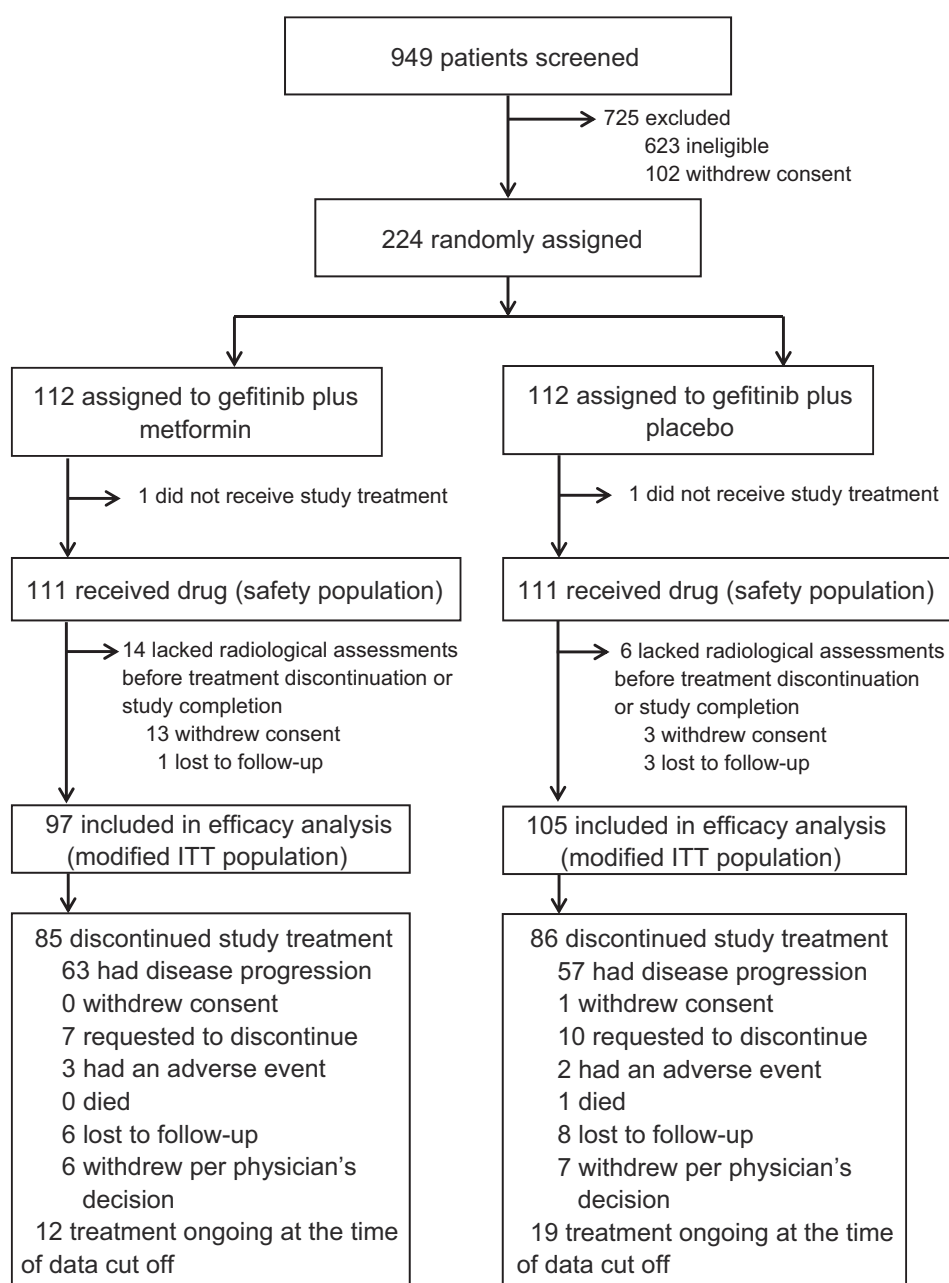 949 patients screened
725 excluded
623 ineligible
102 withdrew consent
224 randomly assigned
112 assigned to gefitinib plus
metformin
112 assigned to gefitinib plus
placebo
1 did not receive study treatment
1 did not receive study treatment
111 received drug (safety population)
111 received drug (safety population)
14 lacked radiological assessments
before treatment discontinuation or
study completion
13 withdrew consent
1 lost to follow-up
6 lacked radiological assessments
before treatment discontinuation
or study completion
3 withdrew consent
3 lost to follow-up
97 included in efficacy analysis
(modified ITT population)
105 included in efficacy analysis
(modified ITT population)
85 discontinued study treatment
63 had disease progression
0 withdrew consent
7 requested to discontinue
3 had an adverse event
0 died
6 lost to follow-up
6 withdrew per physician's
decision
12 treatment ongoing at the time
of data cut off
86 discontinued study treatment
57 had disease progression
1 withdrew consent
10 requested to discontinue
2 had an adverse event
1 died
8 lost to follow-up
7 withdrew per physician's
decision
19 treatment ongoing at the time
of data cut off